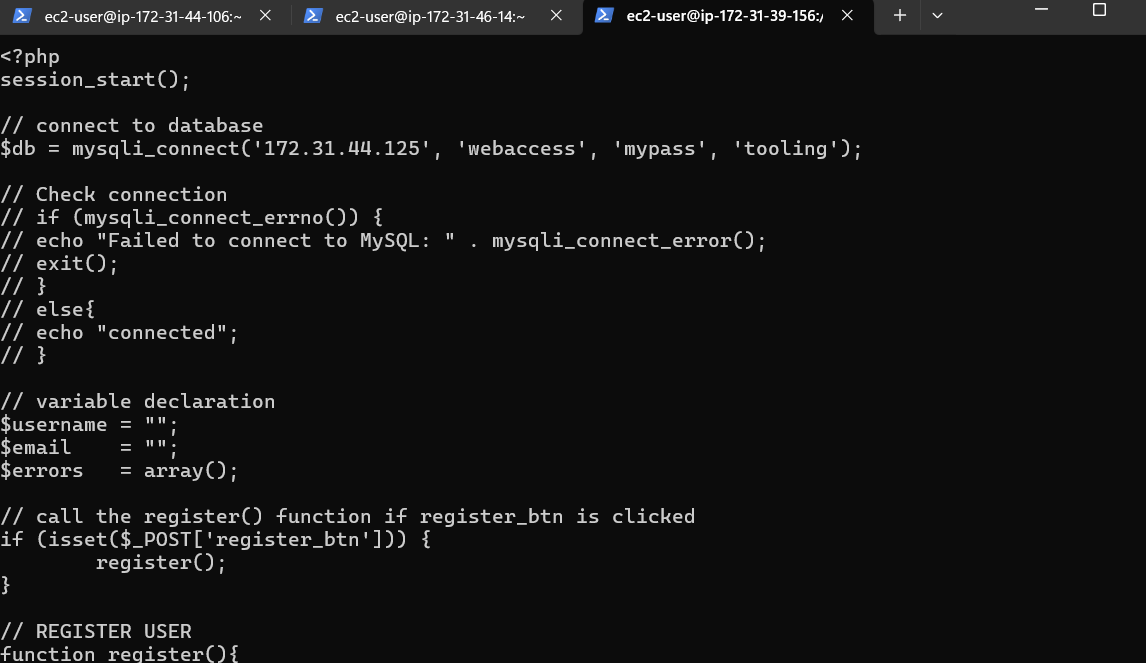 ec2-user@ip-172-31-44-106:~
ec2-user@ip-172-31-46-14:~
ec2-user@ip-172-31-39-156:/
<?php
session_start();
// connect to database
$db = mysqli_connect('172.31.44.125', 'webaccess', 'mypass', 'tooling');
// Check connection
// if (mysqli_connect_errno()) {
// echo "Failed to connect to MySQL: " . mysqli_connect_error();
// exit();
// }
// else{
// echo "connected";
// }
// variable declaration
$username = "";
$email    = "";
$errors   = array();
// call the register() function if register_btn is clicked
if (isset($_POST['register_btn'])) {
        register();
}
// REGISTER USER
function register(){